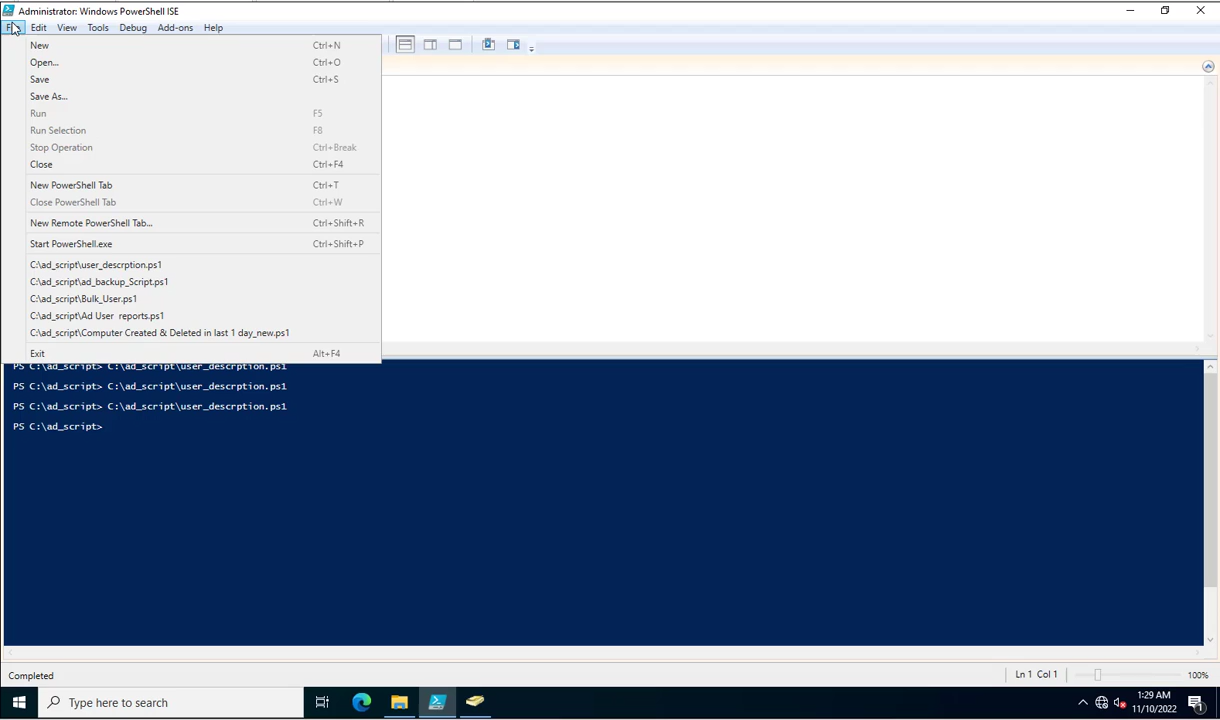 Administrator: Windows PowerShell ISE
Edit View Tools Debug Add-ons Help
New Ctrl+N
Open... Ctrl+O
Save Ctrl+S
Save As...
Run F5
Run Selection F8
Stop Operation Ctrl+Break
Close Ctrl+F4
New PowerShell Tab Ctrl+T
Close PowerShell Tab Ctrl+W
New Remote PowerShell Tab... Ctrl+Shift+R
Start PowerShell.exe Ctrl+Shift+P
C:\ad_script\user_descrption.ps1
C:\ad_script\ad_backup_Script.ps1
C:\ad_script\Bulk_User.ps1
C:\ad_script\Ad User  reports.ps1
C:\ad_script\Computer Created & Deleted in last 1 day_new.ps1
Exit Alt+F4
PS C:\ad_script> C:\ad_script\user_descrption.ps1
PS C:\ad_script> C:\ad_script\user_descrption.ps1
PS C:\ad_script> C:\ad_script\user_descrption.ps1
PS C:\ad_script>
Completed Ln 1 Col 1 100%
Type here to search
1:29 AM
11/10/2022
1